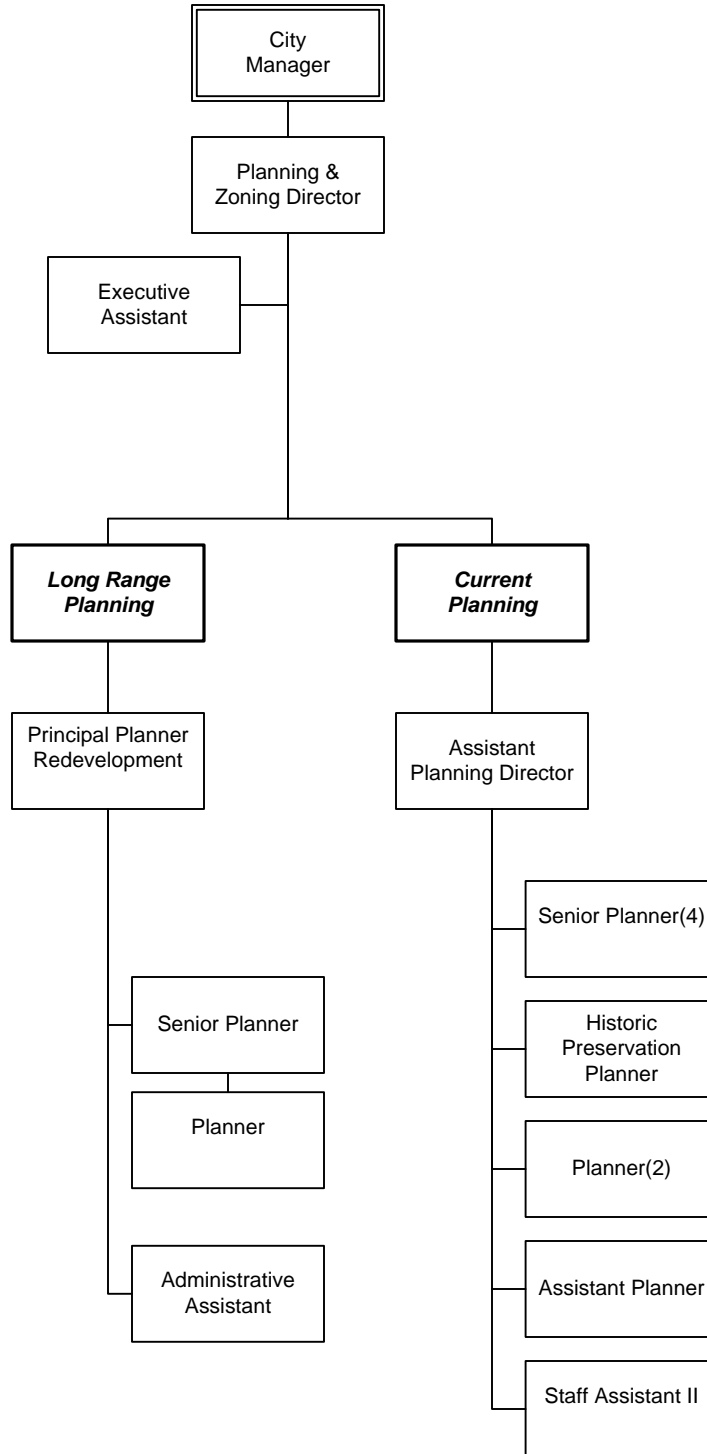 City
Manager
Planning &
Zoning Director
Executive
Assistant
Long Range
Planning
Current
Planning
Principal Planner
Redevelopment
Assistant
Planning Director
Senior Planner(4)
Senior Planner
Historic
Preservation
Planner
Planner
Planner(2)
Administrative
Assistant
Assistant Planner
Staff Assistant II